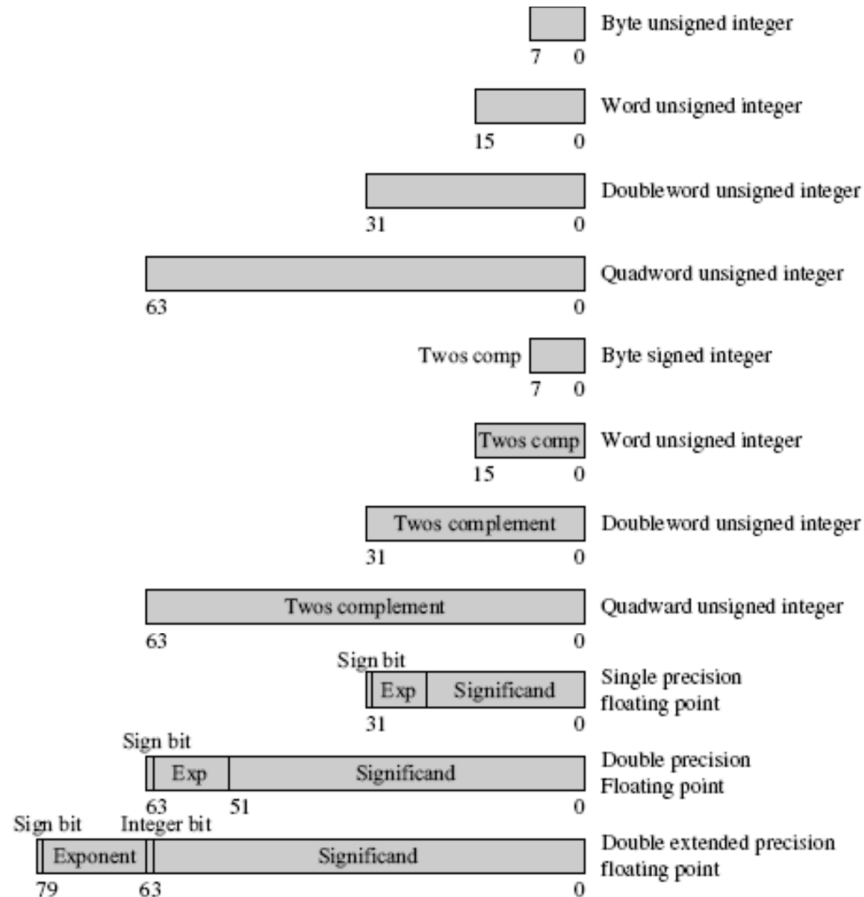 Byte unsigned integer
7 0
Word unsigned integer
15 0
Doubleword unsigned integer
31 0
Quadword unsigned integer
63 0
Twos comp Byte signed integer
7 0
Twos comp Word unsigned integer
15 0
Twos complement Doubleword unsigned integer
31 0
Twos complement Quadward unsigned integer
63 0
Sign bit
Exp Significand Single precision
floating point
31 0
Sign bit
Exp Significand Double precision
Floating point
63 51 0
Sign bit Integer bit
Exponent Significand Double extended precision
floating point
79 63 0